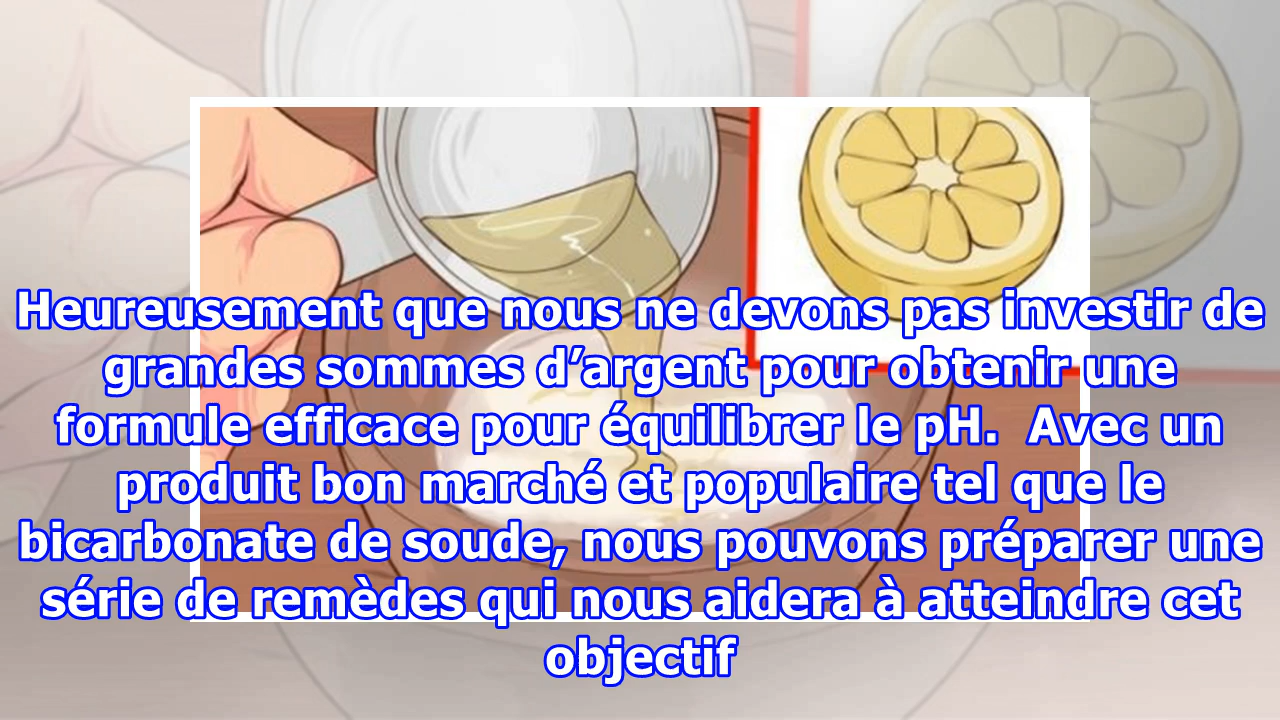 Heureusement que nous ne devons pas investir de
grandes sommes d’argent pour obtenir une
formule efficace pour équilibrer le pH.  Avec un
produit bon marché et populaire tel que le
bicarbonate de soude, nous pouvons préparer une
série de remèdes qui nous aidera à atteindre cet
objectif